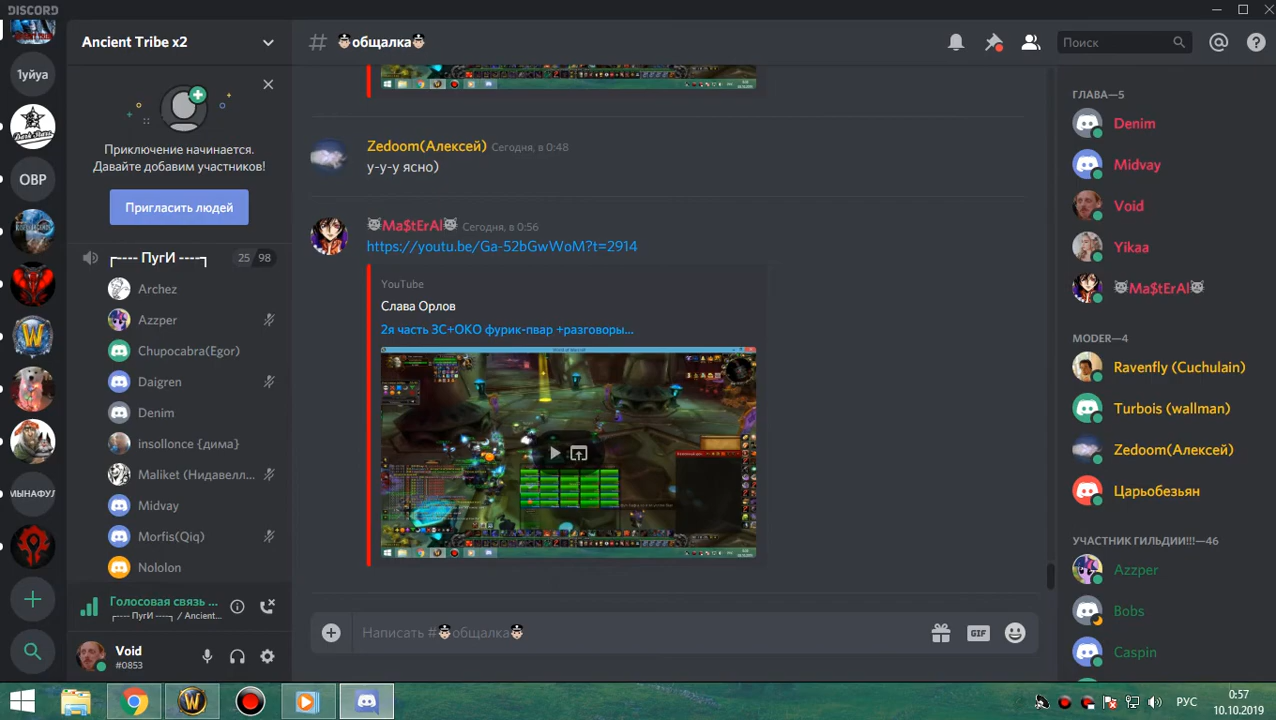 DISCORD
1уйуа
ОВР
МЫНАФУЛ
Ancient Tribe x2
Приключение начинается.
Давайте добавим участников!
Пригласить людей
┌---- ПугИ ----┐ 25 98
Archez
Azzper
Chupocabra(Egor)
Daigren
Denim
insollonce {дима}
Maliket (Нидавелл...
Midvay
Morfis(Qiq)
Nololon
Голосовая связь ...
┌---- ПугИ ----┐ / Ancient...
Void
#0853
# 👮🏻общалка👮🏻
Поиск
Zedoom(Алексей) Сегодня, в 0:48
у-у-у ясно)
😈Ma$tErAl😈 Сегодня, в 0:56
https://youtu.be/Ga-52bGwWoM?t=2914
YouTube
Слава Орлов
2я часть ЗС+ОКО фурик-пвар +разговоры...
Написать #👮🏻общалка👮🏻
GIF
ГЛАВА—5
Denim
Midvay
Void
Yikaa
😈Ma$tErAl😈
MODER—4
Ravenfly (Cuchulain)
Turbois (wallman)
Zedoom(Алексей)
Царьобезьян
УЧАСТНИК ГИЛЬДИИ!!!—46
Azzper
Bobs
Caspin
РУС
0:57
10.10.2019